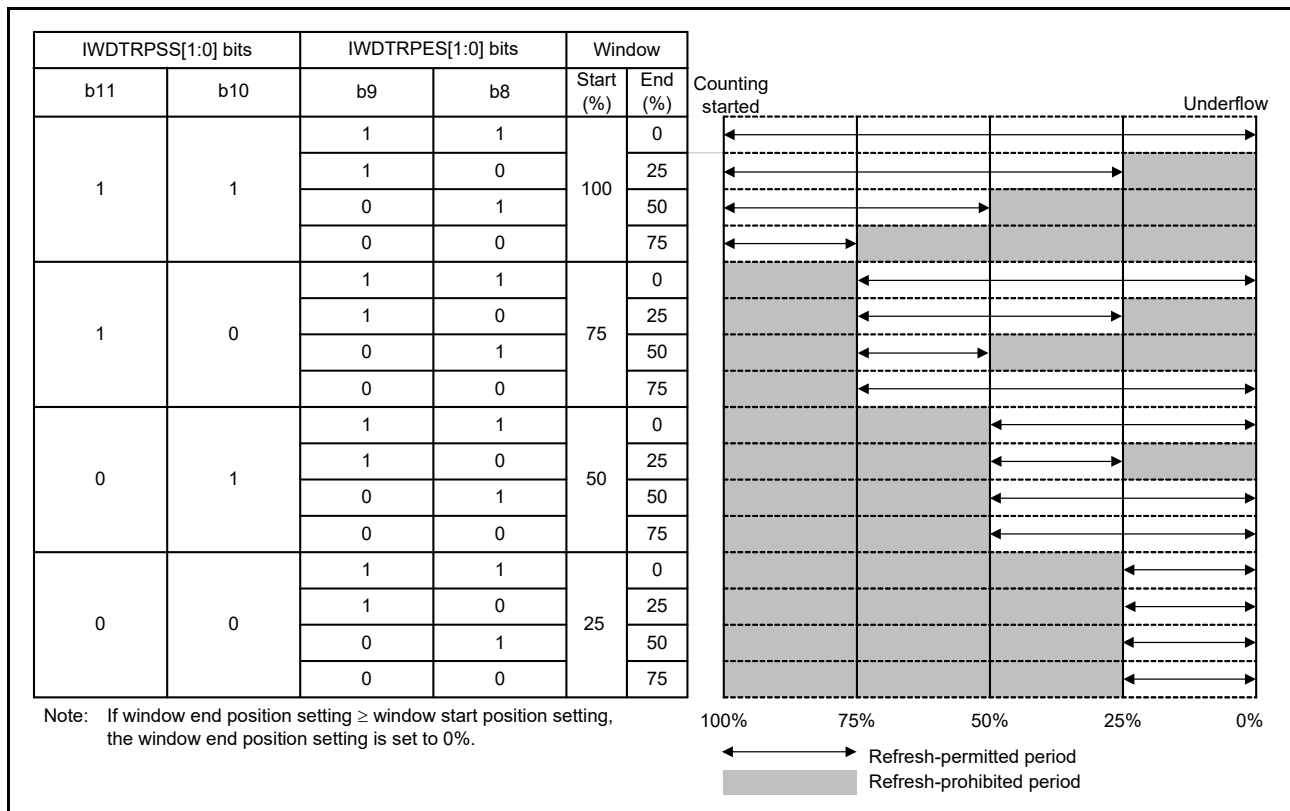 IWDTRPSS[1:0] bits IWDTRPES[1:0] bits Window
b11 b10 b9 b8 Start (%) End (%)
Counting started Underflow
1 1 1 1 100 0
1 0 25
0 1 50
0 0 75
1 0 1 1 75 0
1 0 25
0 1 50
0 0 75
0 1 1 1 50 0
1 0 25
0 1 50
0 0 75
0 0 1 1 25 0
1 0 25
0 1 50
0 0 75
Note: If window end position setting ≥ window start position setting,
the window end position setting is set to 0%.
100% 75% 50% 25% 0%
Refresh-permitted period
Refresh-prohibited period